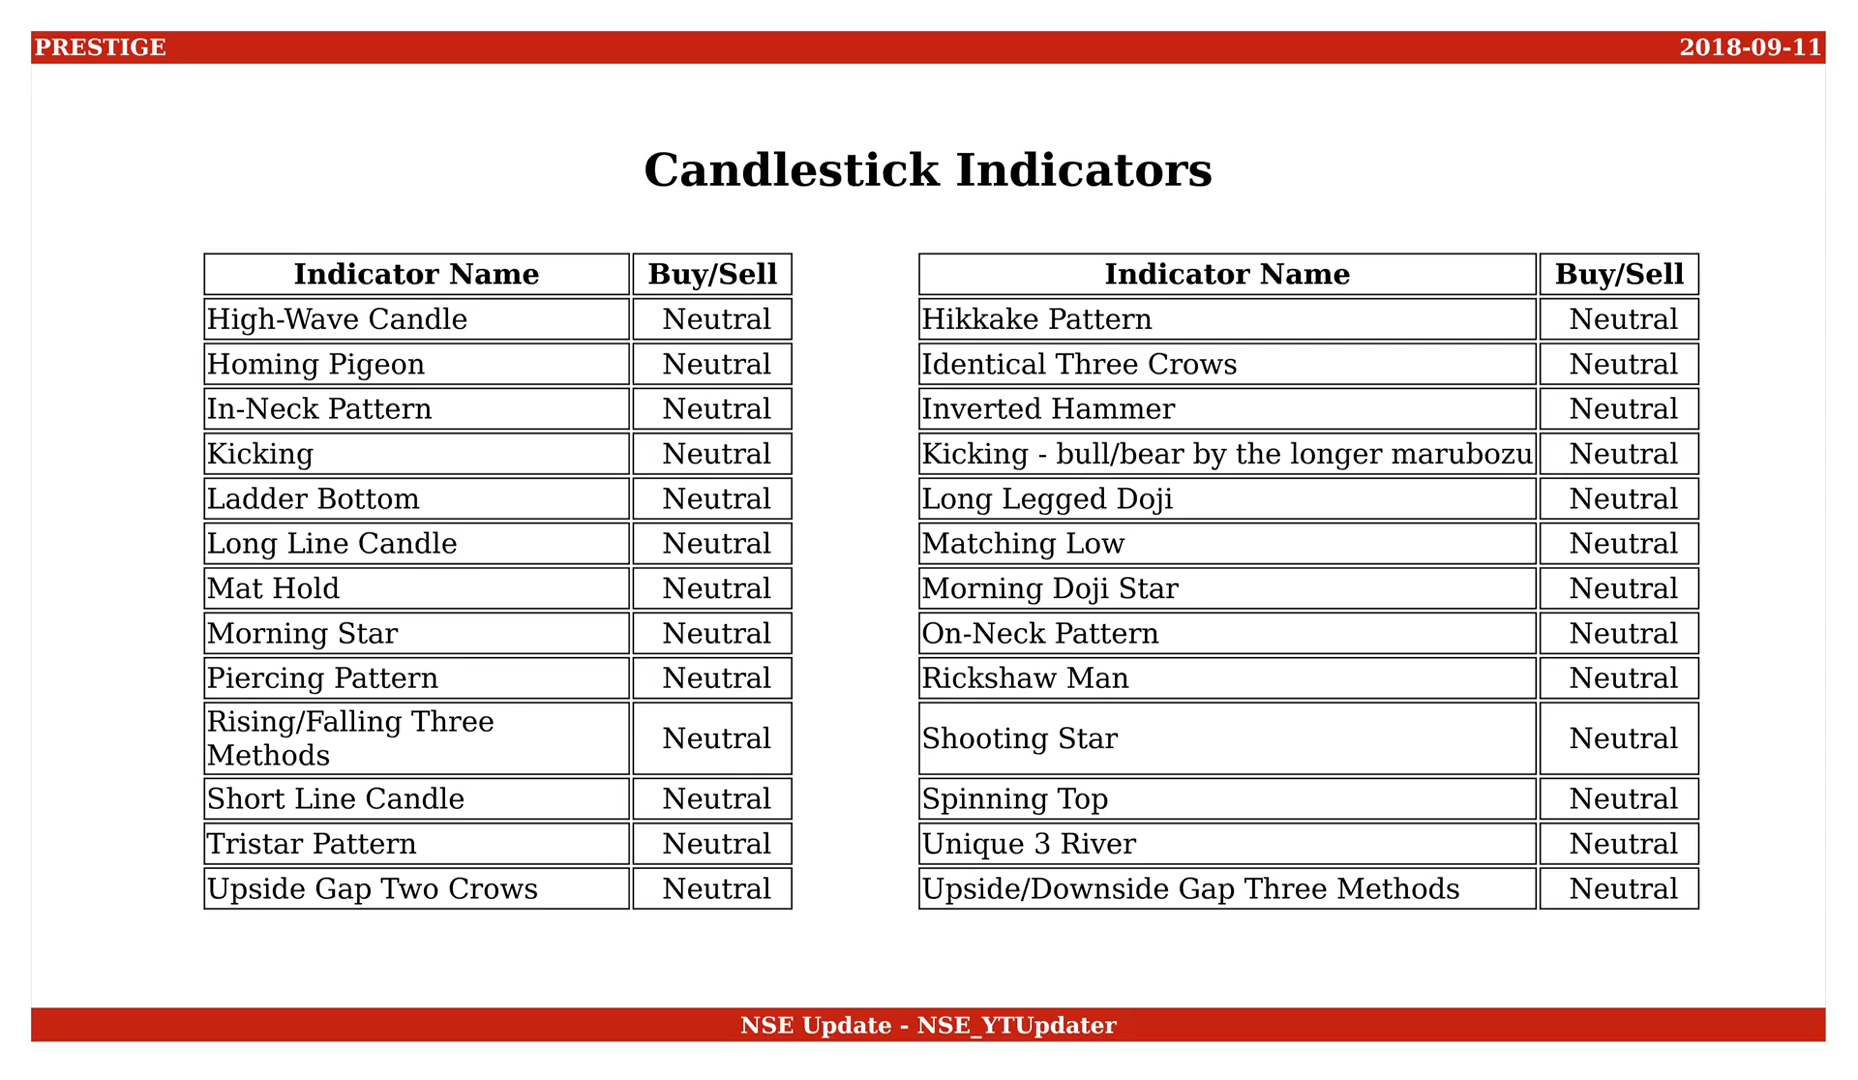 PRESTIGE 2018-09-11
Candlestick Indicators
Indicator Name Buy/Sell Indicator Name Buy/Sell
High-Wave Candle Neutral Hikkake Pattern Neutral
Homing Pigeon Neutral Identical Three Crows Neutral
In-Neck Pattern Neutral Inverted Hammer Neutral
Kicking Neutral Kicking - bull/bear by the longer marubozu Neutral
Ladder Bottom Neutral Long Legged Doji Neutral
Long Line Candle Neutral Matching Low Neutral
Mat Hold Neutral Morning Doji Star Neutral
Morning Star Neutral On-Neck Pattern Neutral
Piercing Pattern Neutral Rickshaw Man Neutral
Rising/Falling Three
Methods Neutral Shooting Star Neutral
Short Line Candle Neutral Spinning Top Neutral
Tristar Pattern Neutral Unique 3 River Neutral
Upside Gap Two Crows Neutral Upside/Downside Gap Three Methods Neutral
NSE Update - NSE_YTUpdater